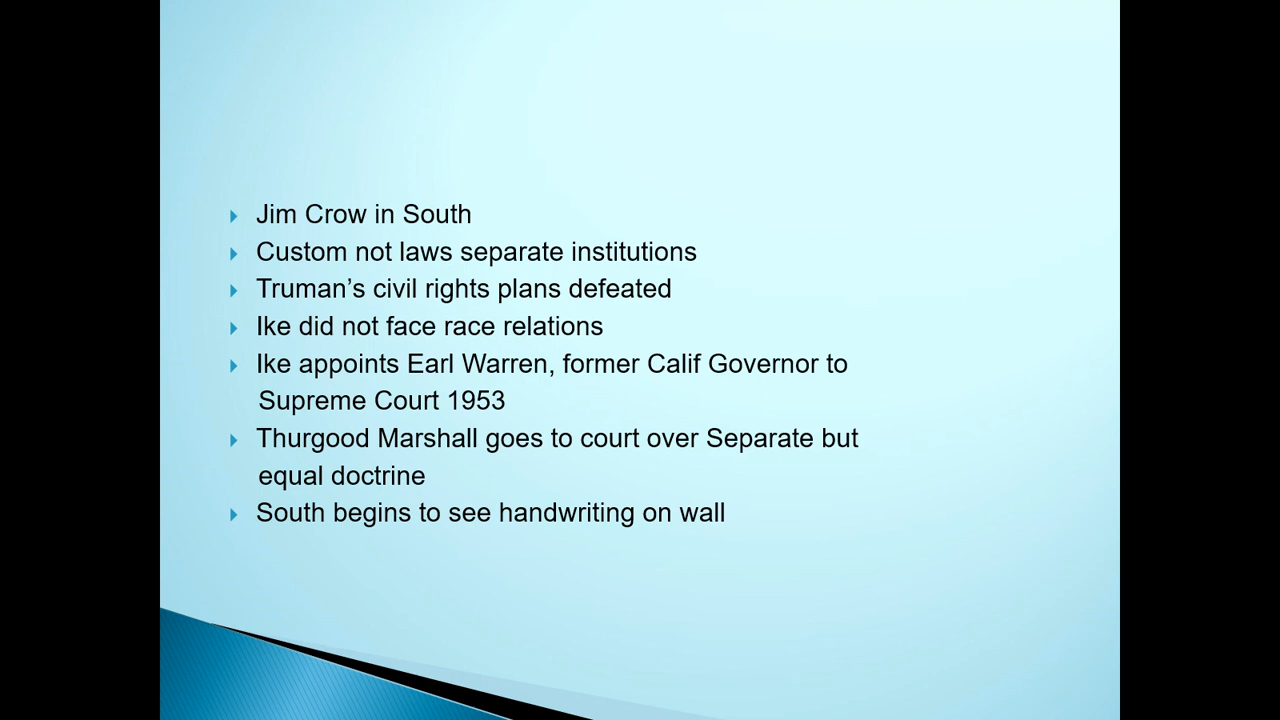 Jim Crow in South
Custom not laws separate institutions
Truman’s civil rights plans defeated
Ike did not face race relations
Ike appoints Earl Warren, former Calif Governor to
Supreme Court 1953
Thurgood Marshall goes to court over Separate but
equal doctrine
South begins to see handwriting on wall